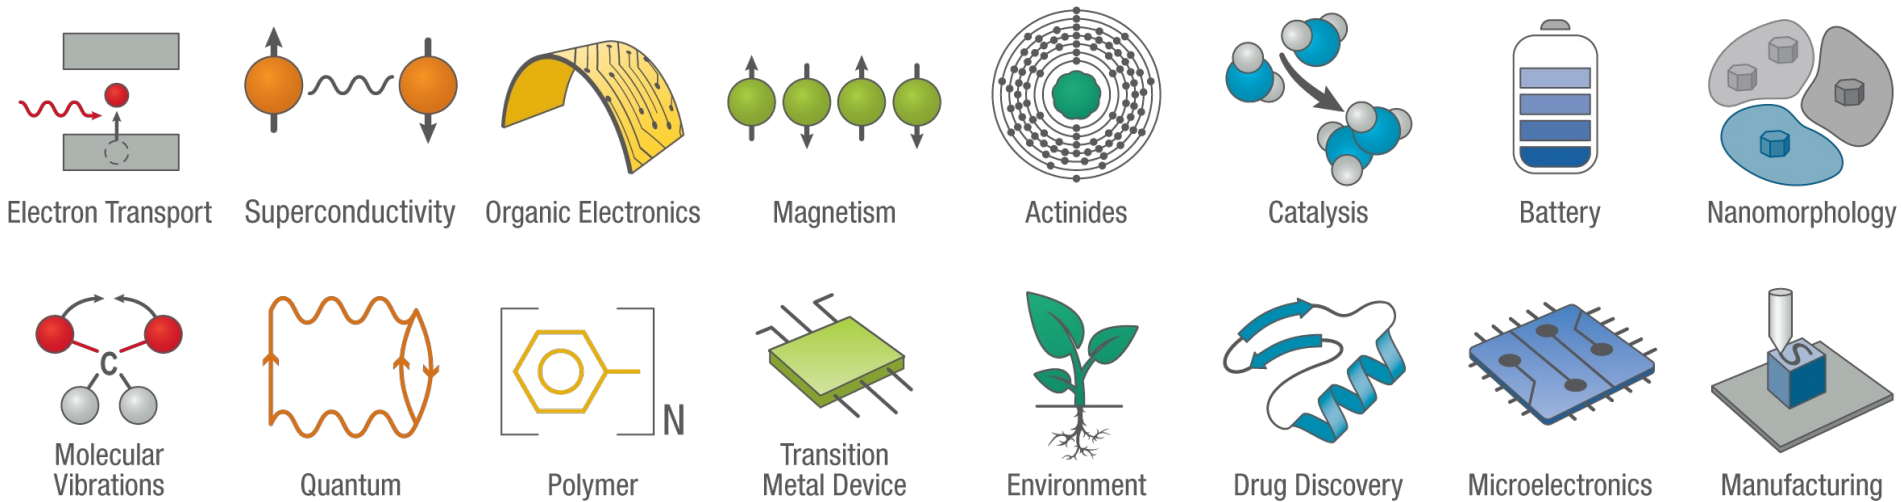 Electron Transport
Superconductivity
Organic Electronics
Magnetism
Actinides
Catalysis
Battery
Nanomorphology
C
Molecular
Vibrations
Quantum
N
Polymer
Transition
Metal Device
Environment
Drug Discovery
Microelectronics
S
Manufacturing